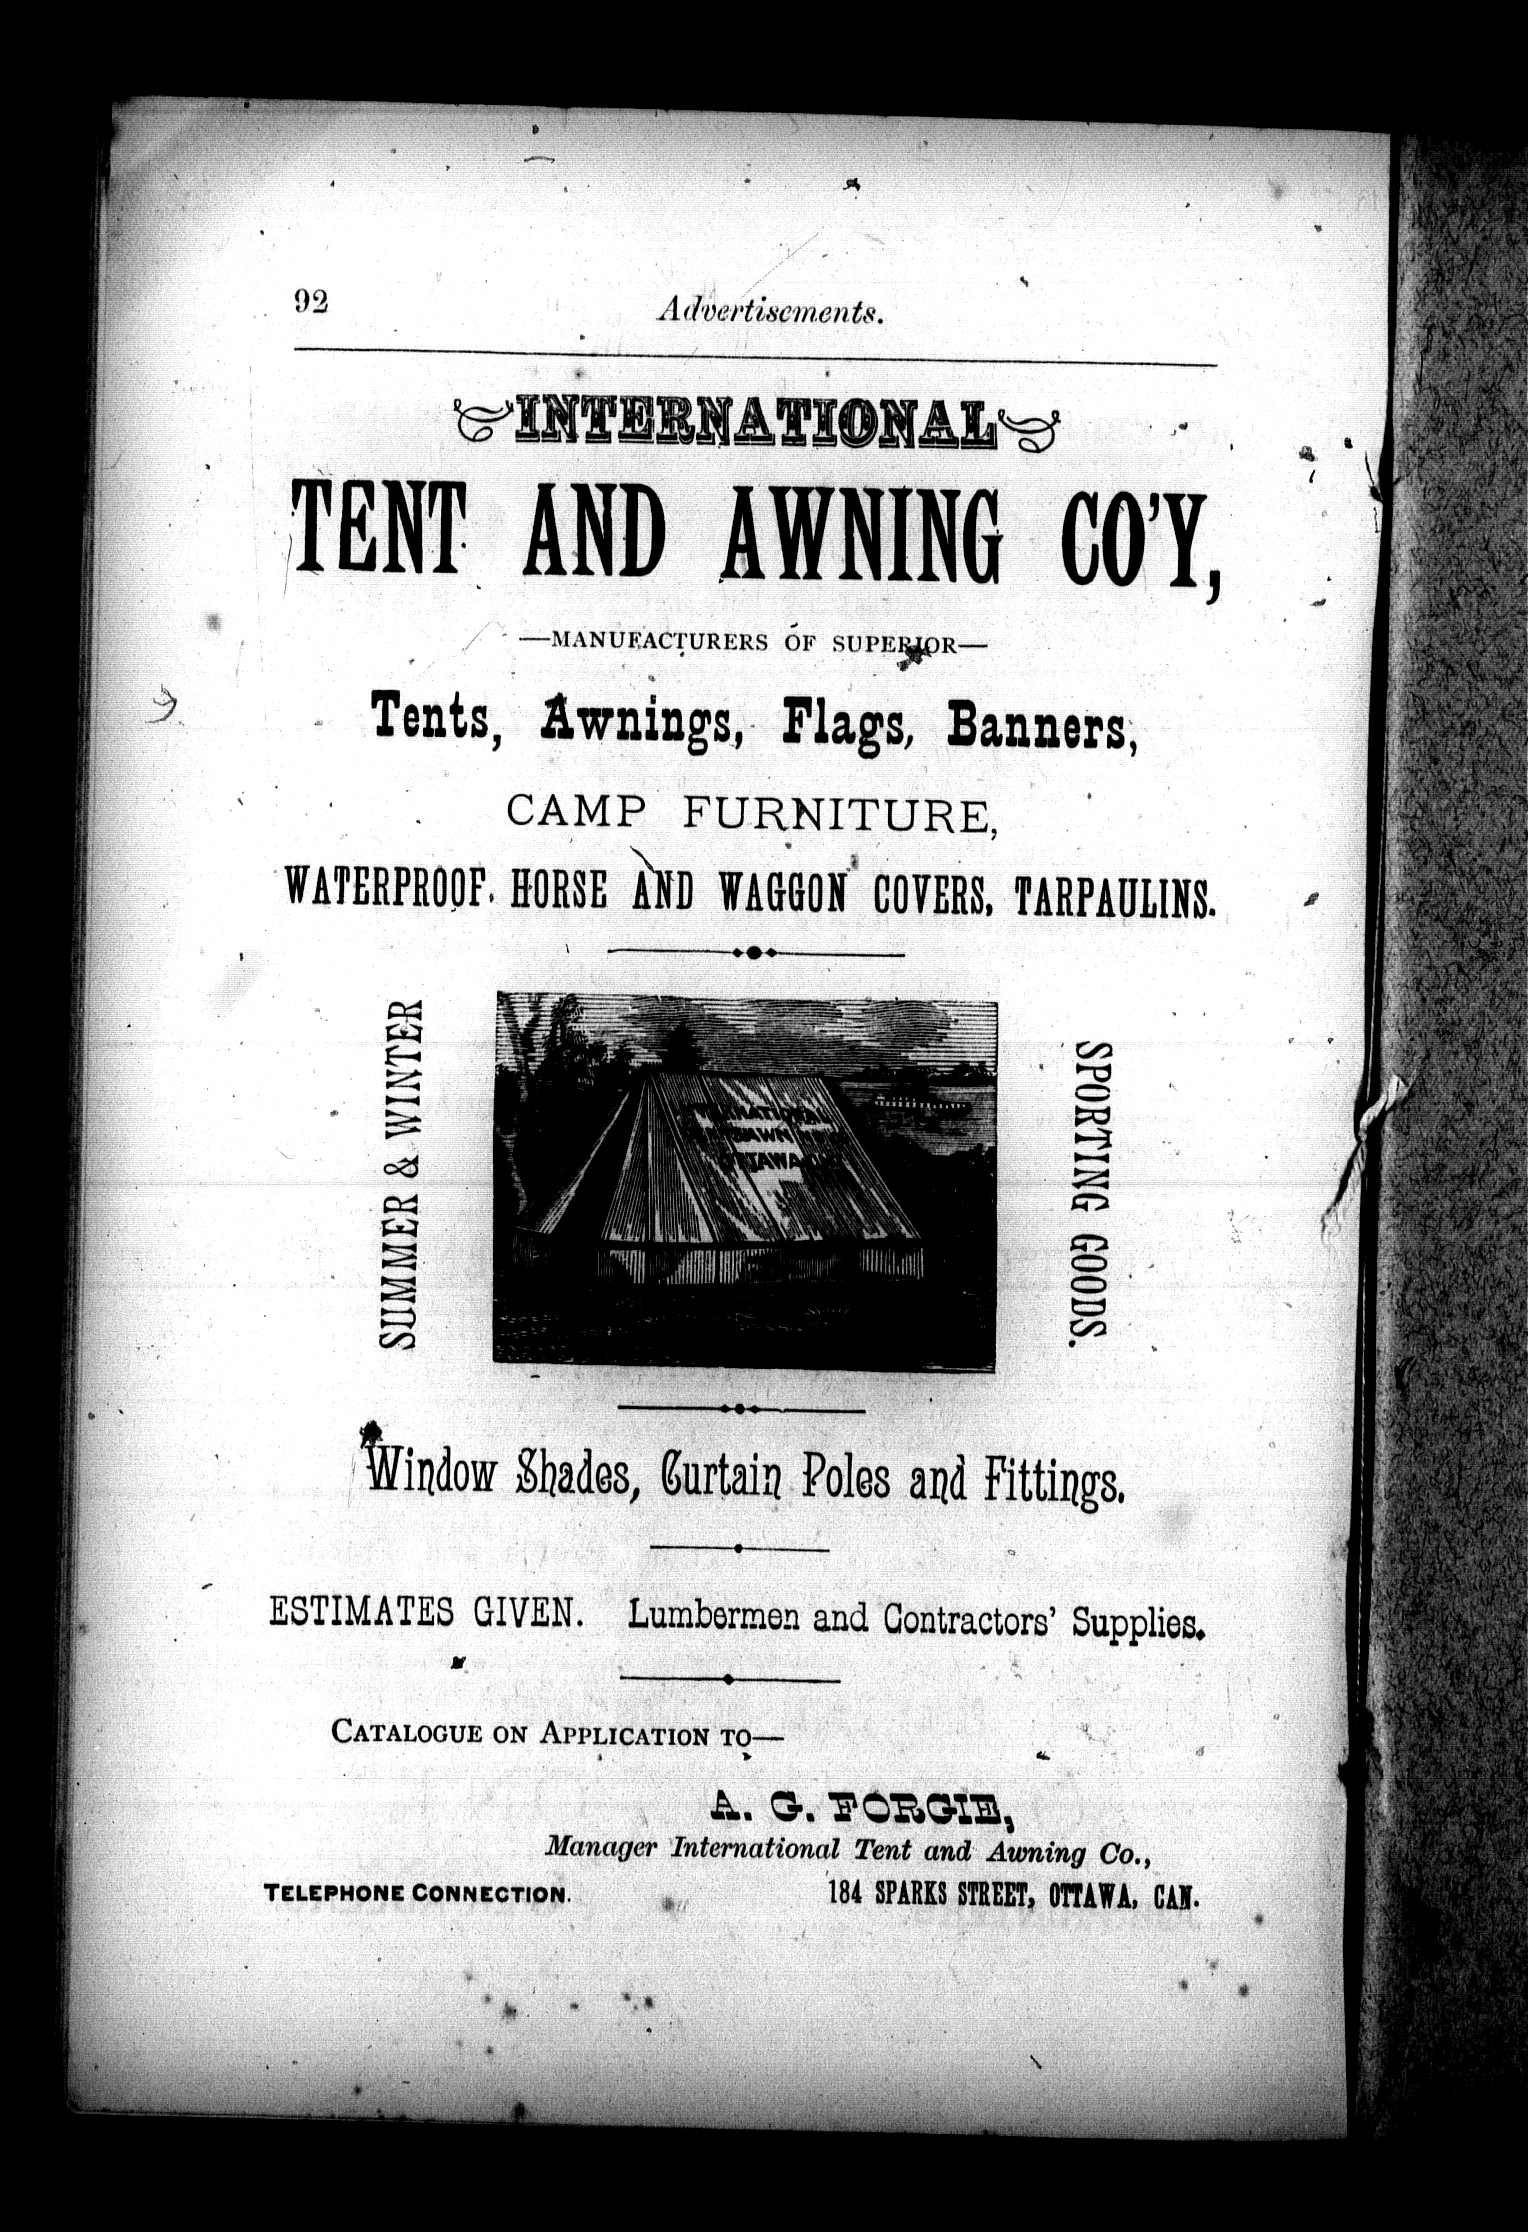 92
Advertisements.
INTERNATIONAL
TENT AND AWNING CO'Y,
—MANUFACTURERS OF SUPERIOR—
Tents, Awnings, Flags, Banners,
CAMP FURNITURE,
WATERPROOF, HORSE AND WAGGON COVERS, TARPAULINS.
SUMMER & WINTER
SPORTING GOODS.
Window Shades, Curtain Poles and Fittings.
ESTIMATES GIVEN. Lumbermen and Contractors' Supplies.
CATALOGUE ON APPLICATION TO—
A. G. FORGIE,
Manager International Tent and Awning Co.,
TELEPHONE CONNECTION.
184 SPARKS STREET, OTTAWA, CAN.